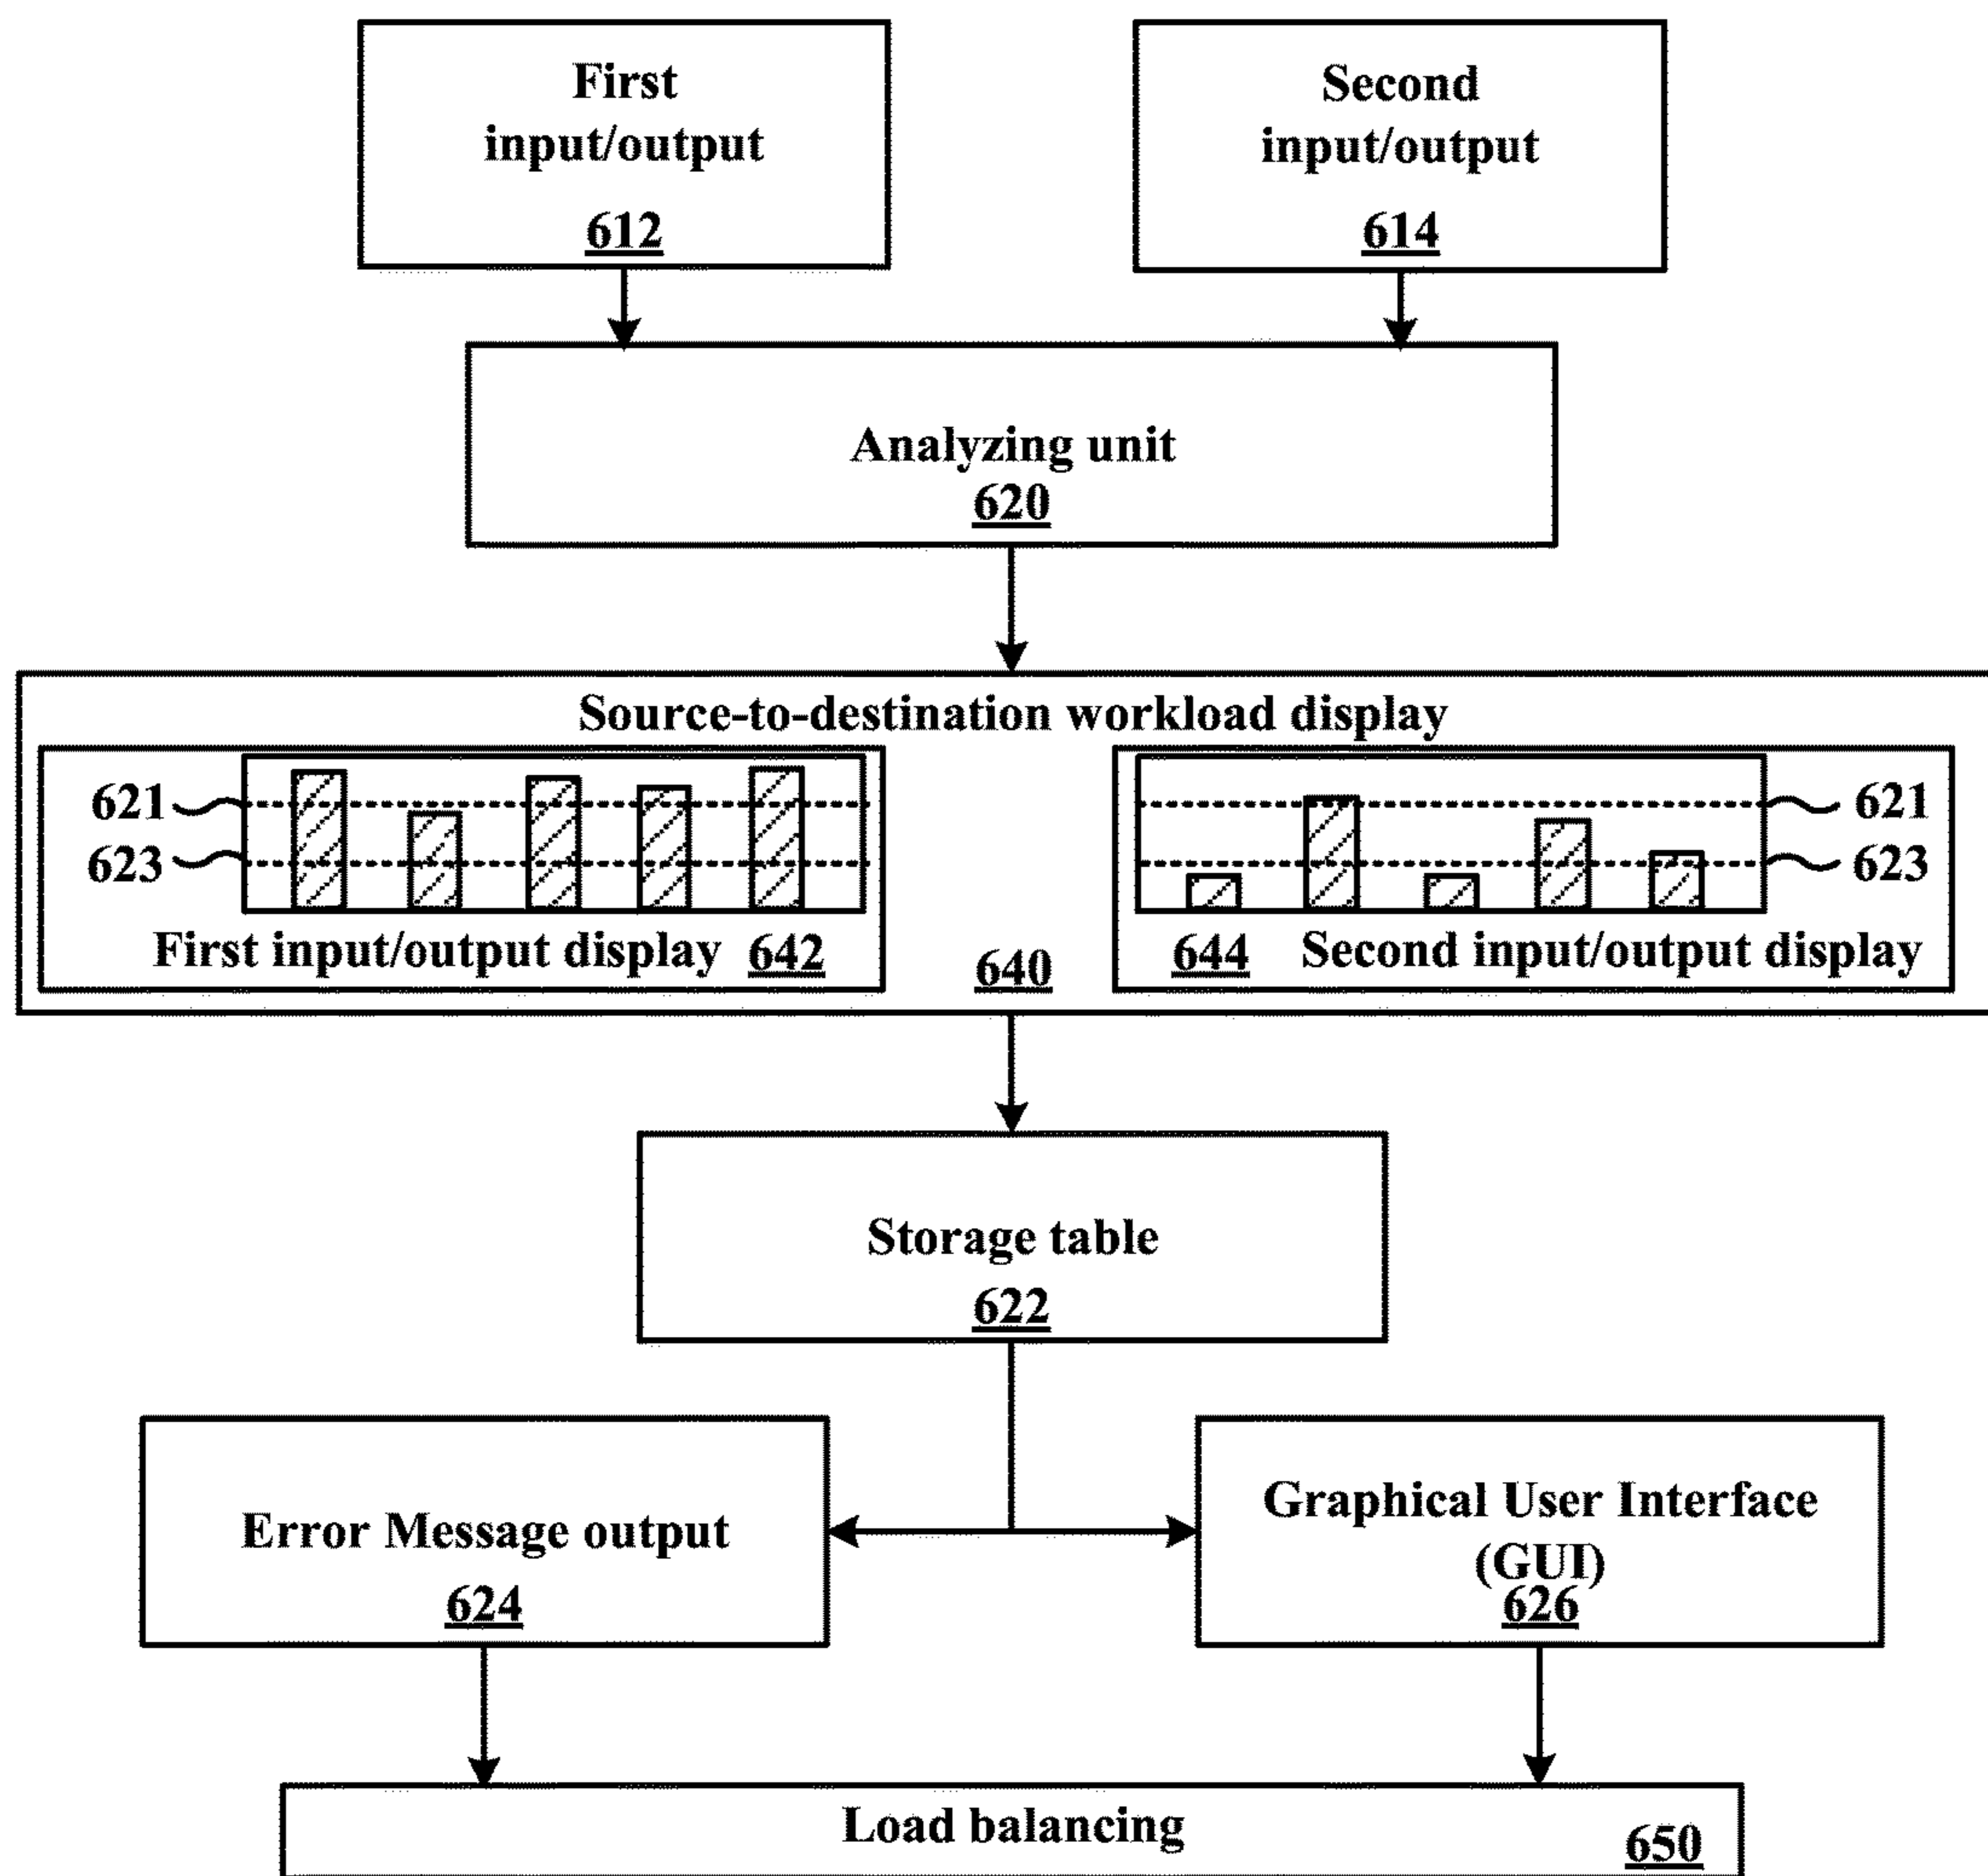 First
input/output
612
Second
input/output
614
Analyzing unit
620
Source-to-destination workload display
621
623
First input/output display 642
640
621
623
644 Second input/output display
Storage table
622
Error Message output
624
Graphical User Interface
(GUI)
626
Load balancing
650